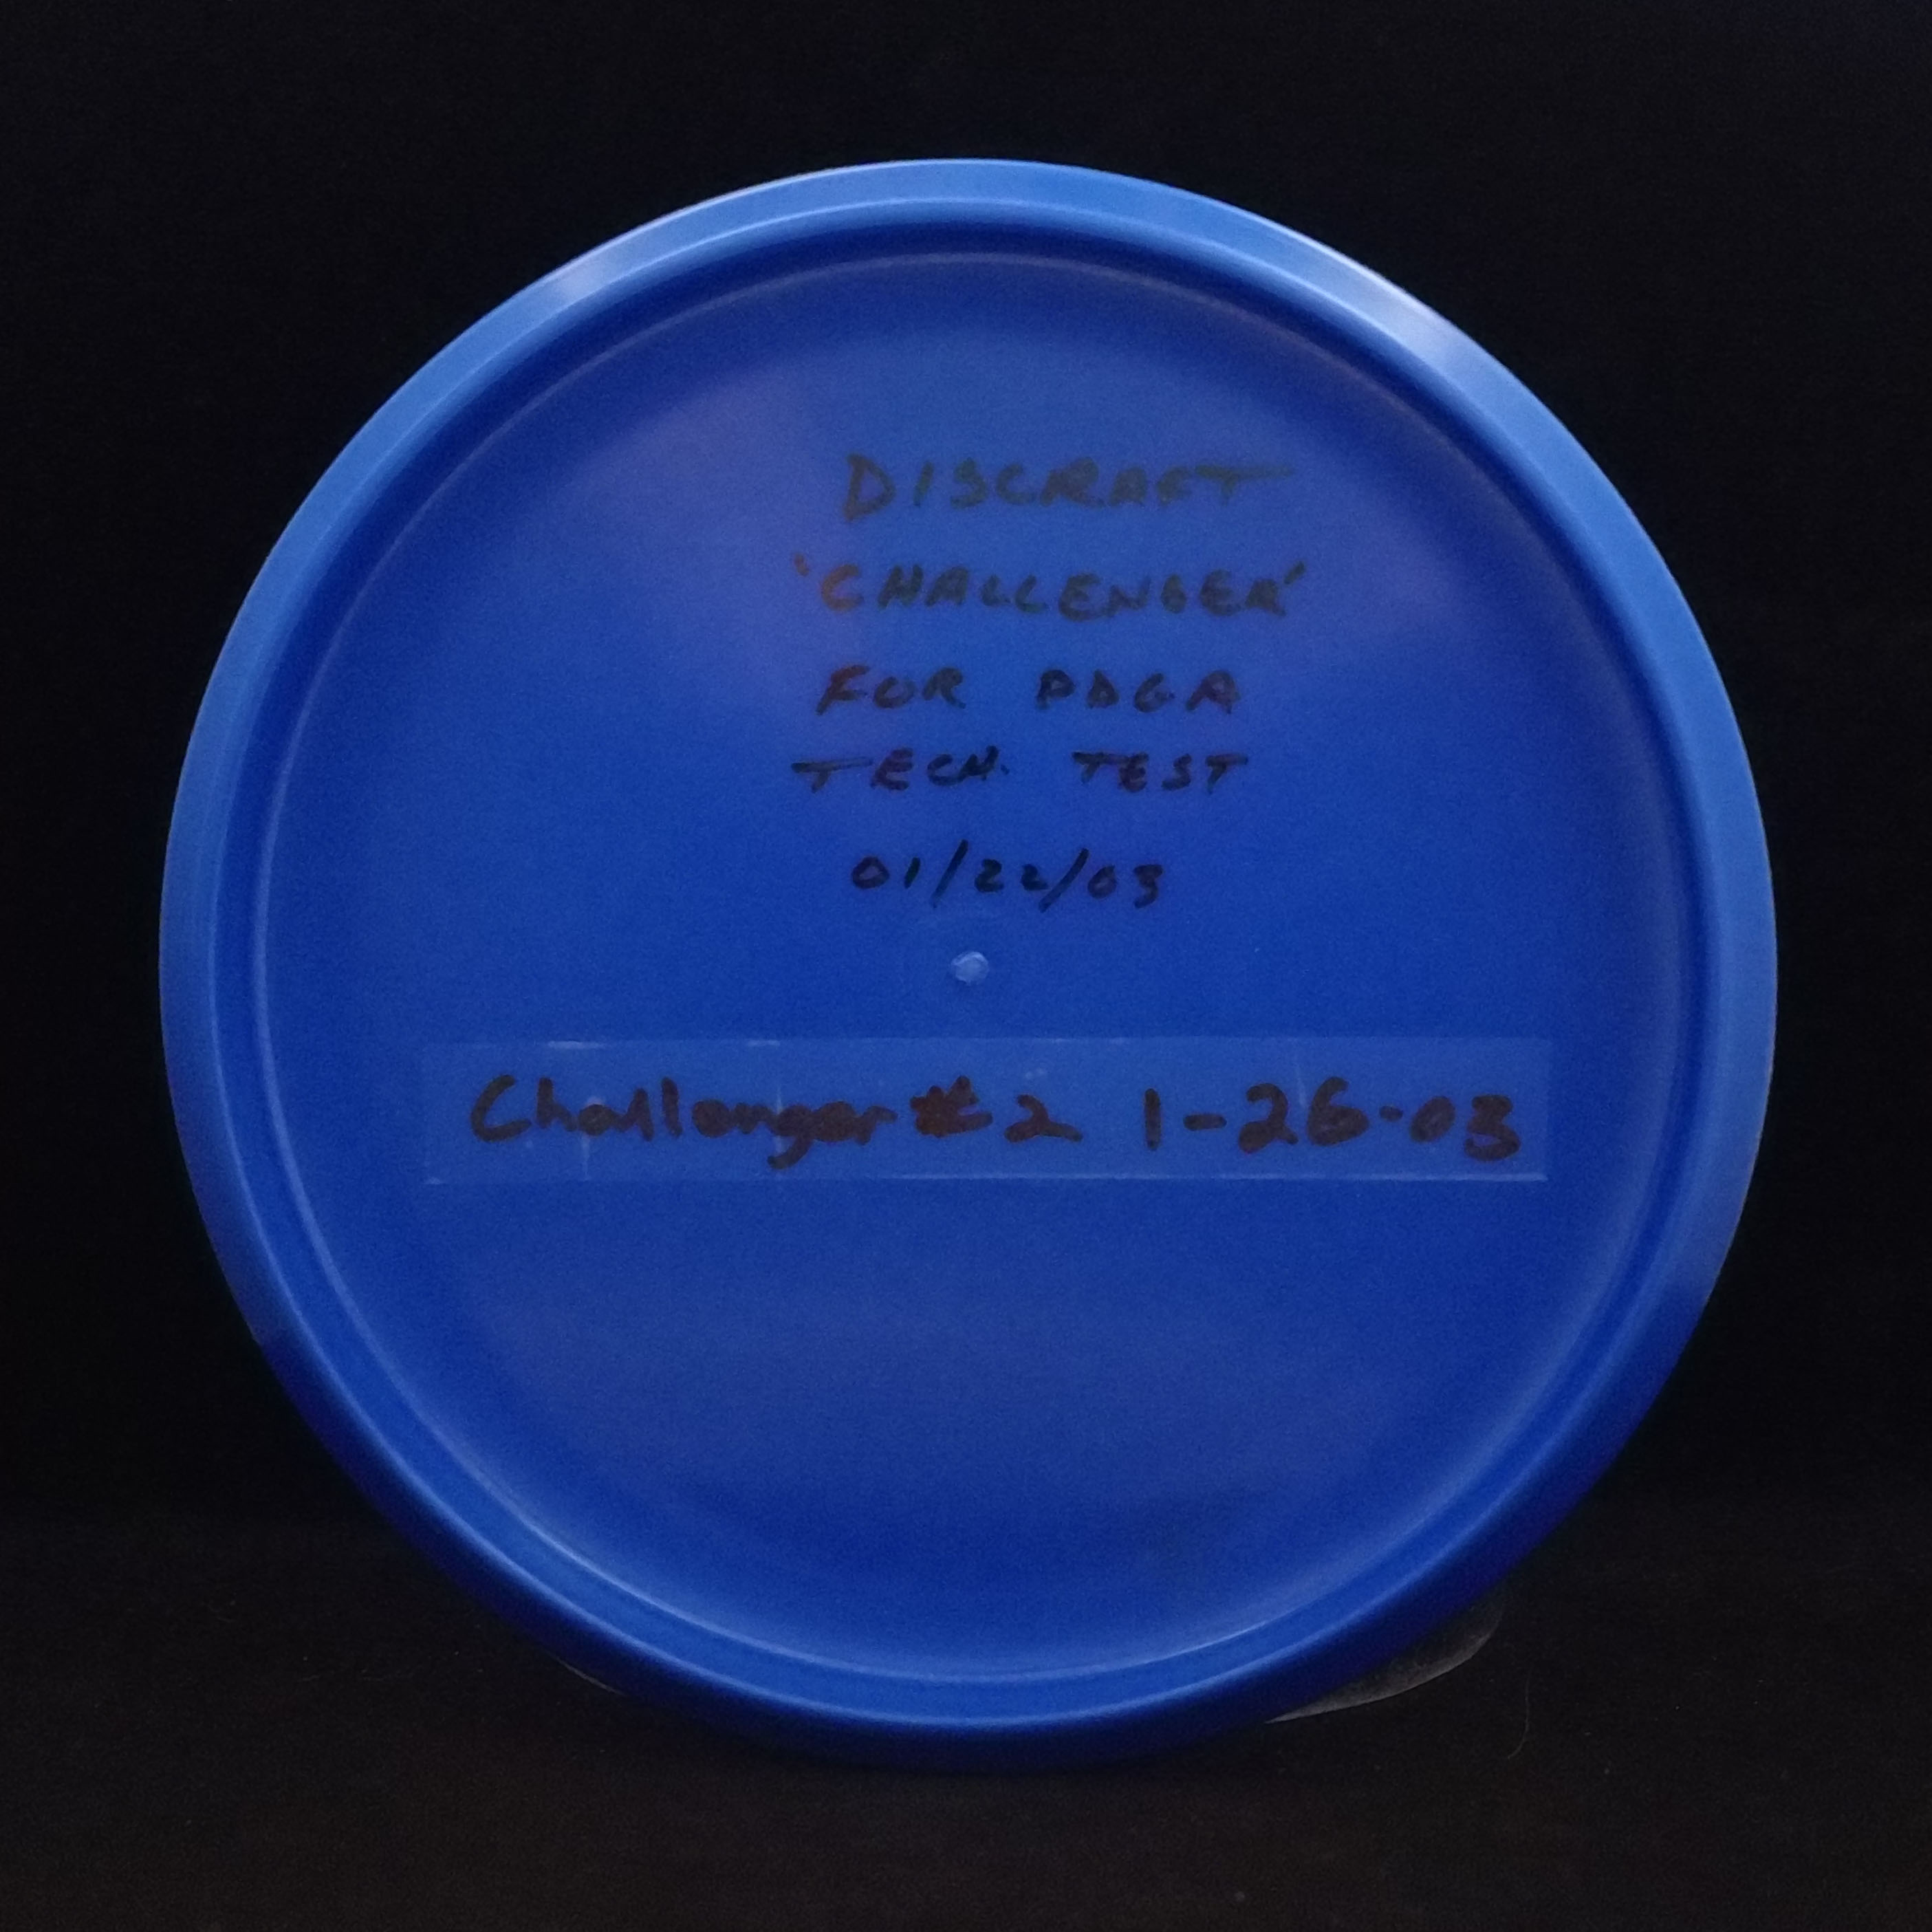 DISCRAFT
'CHALLENGER'
FOR PDGA
TECH. TEST
01/22/03
Challenger #2 1-26-03